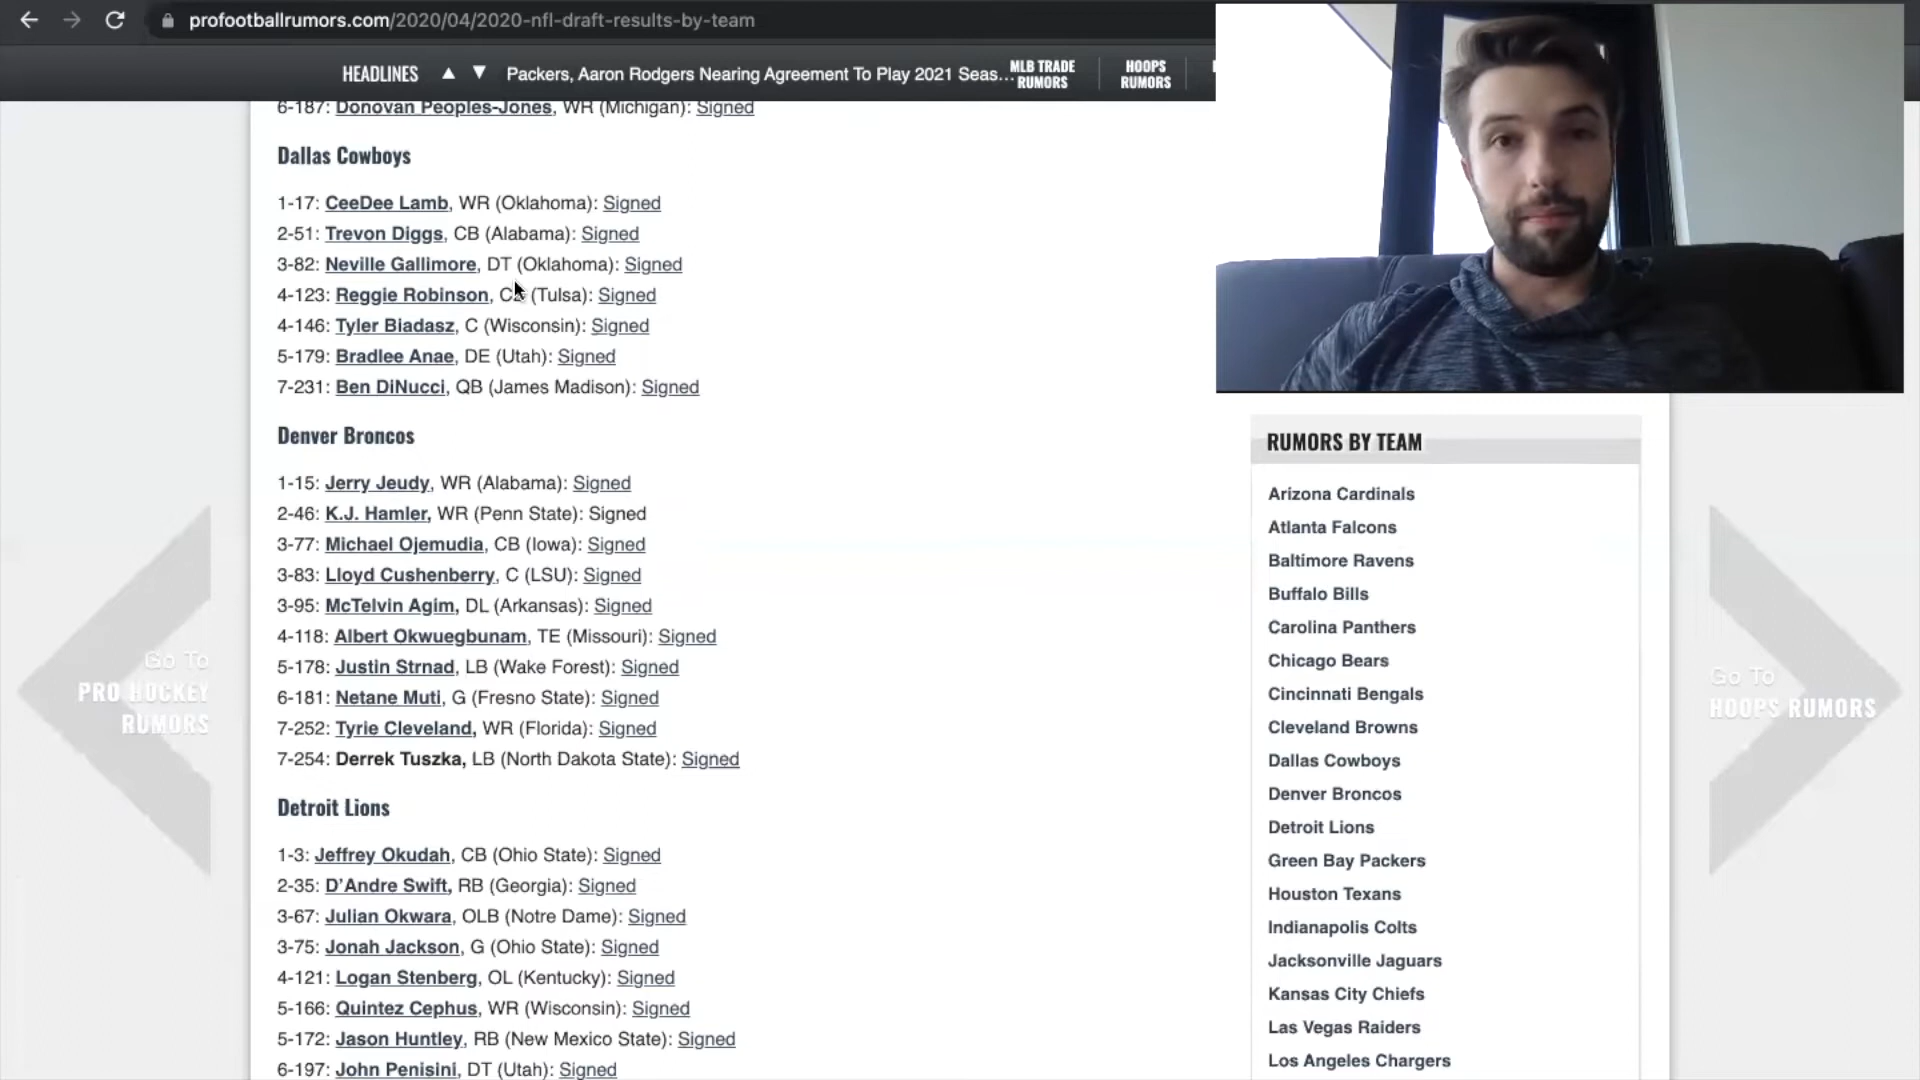 profootballrumors.com/2020/04/2020-nfl-draft-results-by-team
HEADLINES ▲ ▼ Packers, Aaron Rodgers Nearing Agreement To Play 2021 Seas...
MLB TRADE
RUMORS
HOOPS
RUMORS
6-187: Donovan Peoples-Jones, WR (Michigan): Signed
Dallas Cowboys
1-17: CeeDee Lamb, WR (Oklahoma): Signed
2-51: Trevon Diggs, CB (Alabama): Signed
3-82: Neville Gallimore, DT (Oklahoma): Signed
4-123: Reggie Robinson, (Tulsa): Signed
4-146: Tyler Biadasz, C (Wisconsin): Signed
5-179: Bradlee Anae, DE (Utah): Signed
7-231: Ben DiNucci, QB (James Madison): Signed
Denver Broncos
1-15: Jerry Jeudy, WR (Alabama): Signed
2-46: K.J. Hamler, WR (Penn State): Signed
3-77: Michael Ojemudia, CB (Iowa): Signed
3-83: Lloyd Cushenberry, C (LSU): Signed
3-95: McTelvin Agim, DL (Arkansas): Signed
4-118: Albert Okwuegbunam, TE (Missouri): Signed
5-178: Justin Strnad, LB (Wake Forest): Signed
6-181: Netane Muti, G (Fresno State): Signed
7-252: Tyrie Cleveland, WR (Florida): Signed
7-254: Derrek Tuszka, LB (North Dakota State): Signed
Detroit Lions
1-3: Jeffrey Okudah, CB (Ohio State): Signed
2-35: D’Andre Swift, RB (Georgia): Signed
3-67: Julian Okwara, OLB (Notre Dame): Signed
3-75: Jonah Jackson, G (Ohio State): Signed
4-121: Logan Stenberg, OL (Kentucky): Signed
5-166: Quintez Cephus, WR (Wisconsin): Signed
5-172: Jason Huntley, RB (New Mexico State): Signed
6-197: John Penisini, DT (Utah): Signed
Go To
PRO HOCKEY
RUMORS
RUMORS BY TEAM
Arizona Cardinals
Atlanta Falcons
Baltimore Ravens
Buffalo Bills
Carolina Panthers
Chicago Bears
Cincinnati Bengals
Cleveland Browns
Dallas Cowboys
Denver Broncos
Detroit Lions
Green Bay Packers
Houston Texans
Indianapolis Colts
Jacksonville Jaguars
Kansas City Chiefs
Las Vegas Raiders
Los Angeles Chargers
Go To
HOOPS RUMORS